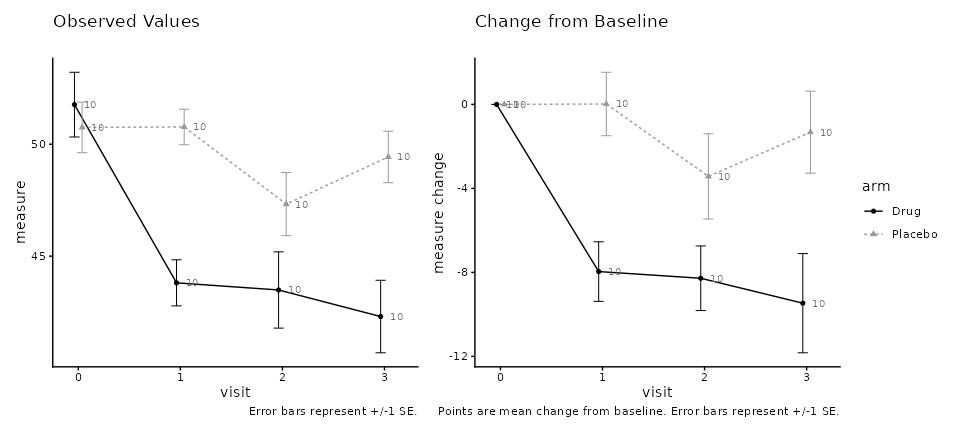 Observed Values
Change from Baseline
measure
50
45
10
10
10
10
10
10
10
10
0
1
2
3
visit
Error bars represent +/-1 SE.
measure change
0
-4
-8
-12
10
10
10
10
10
10
10
10
0
1
2
3
visit
Points are mean change from baseline. Error bars represent +/-1 SE.
arm
Drug
Placebo